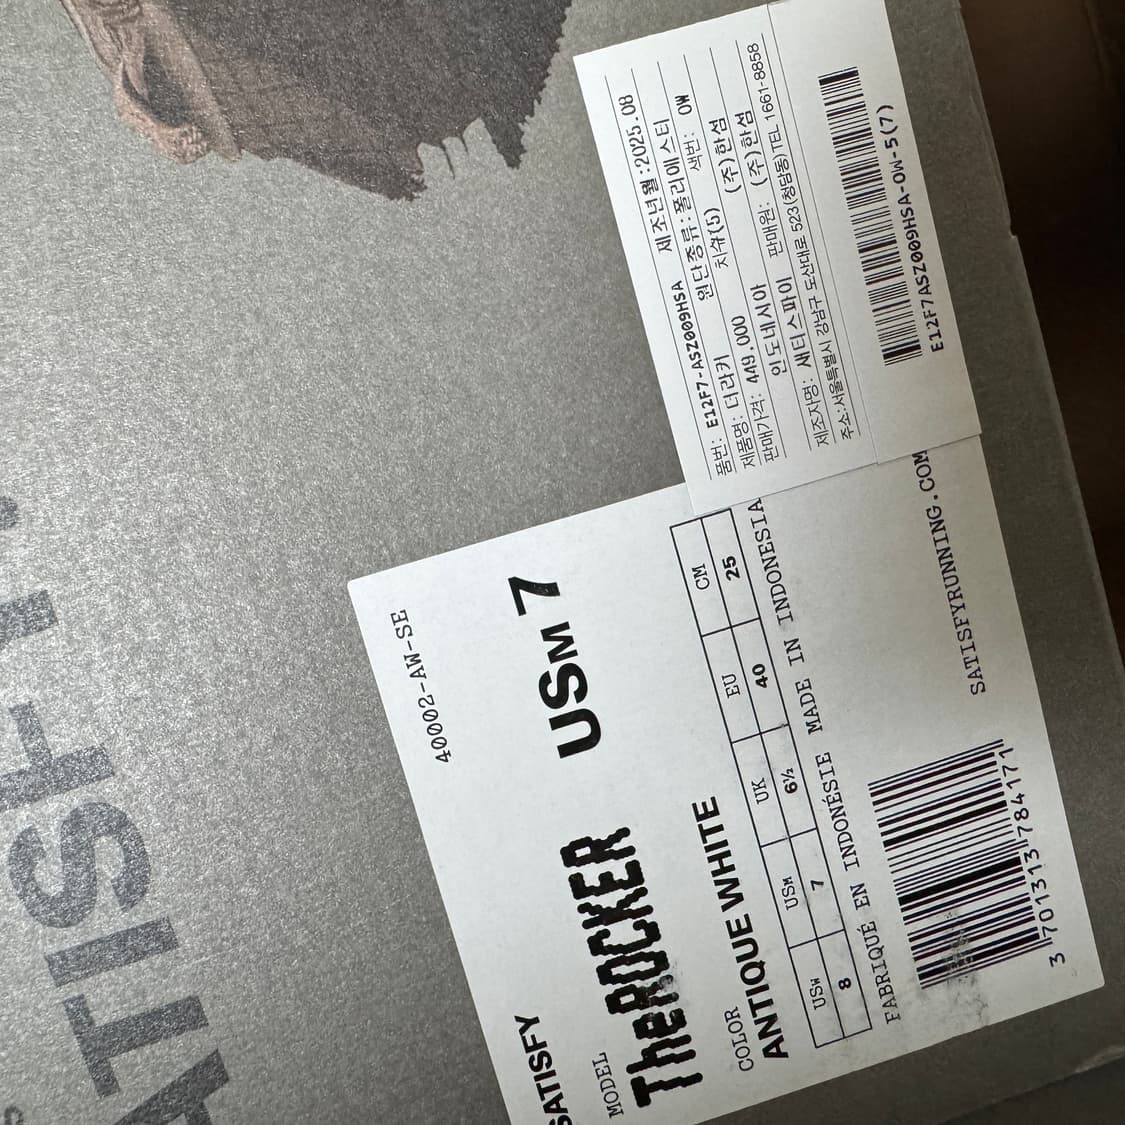 SATISFY
40002-AW-SE
MODEL
TheROCKER USM 7
COLOR
ANTIQUE WHITE
USW USM UK EU CM
8 7 6½ 40 25
FABRIQUÉ EN INDONÉSIE MADE IN INDONESIA
SATISFYRUNNING.COM
3 701313 784171
품번: E12F7-ASZ009HSA 제조년월:2025.08
제품명: 더라커 원단종류:폴리에스터
판매가격: 449.000 치수(5) 색번: OW
인도네시아 (주)한섬
제조자명: 새티스파이 판매원: (주)한섬
주소:서울특별시 강남구 도산대로 523(청담동)TEL 1661-8858
E12F7ASZ009HSA-OW-5(7)